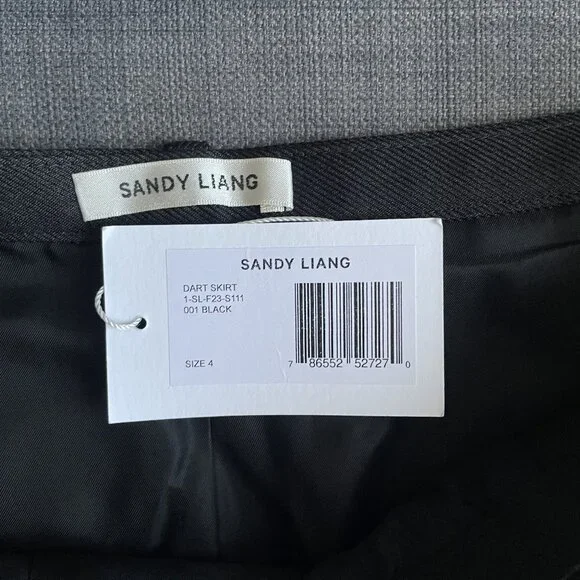 SANDY LIANG
SANDY LIANG
DART SKIRT
1-SL-F23-S111
001 BLACK
SIZE 4
7 86552 52727 0